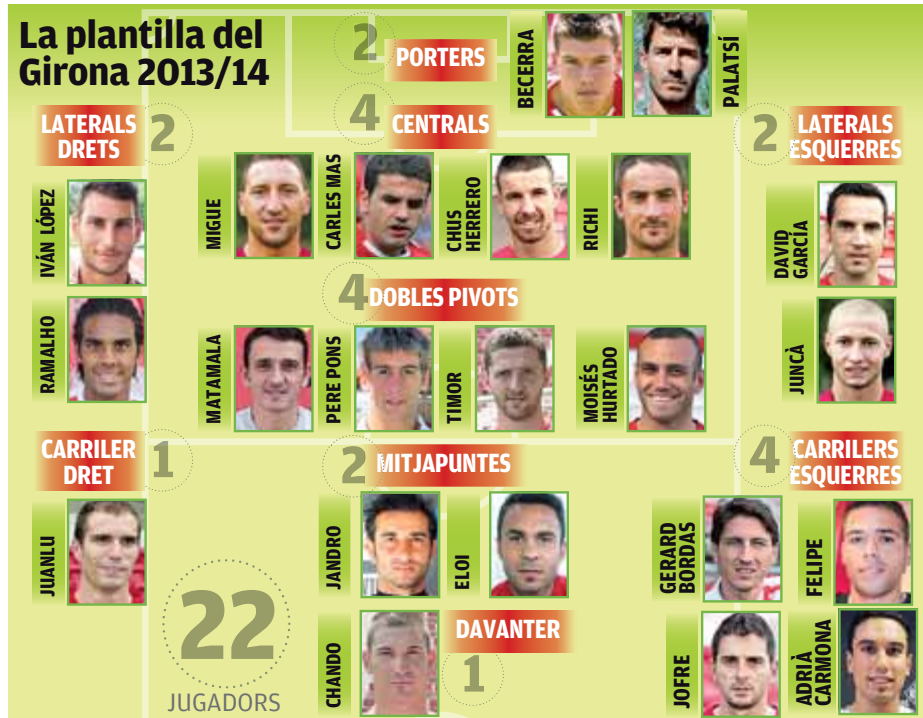 La plantilla del
Girona 2013/14
2
PORTERS
BECERRA
PALATSÍ
4
CENTRALS
LATERALS
DRETS
2
2
LATERALS
ESQUERRES
IVÁN LÓPEZ
MIGUE
CARLES MAS
CHUS
HERRERO
RICHI
DAVID
GARCÍA
4
DOBLES PIVOTS
RAMALHO
MATAMALA
PERE PONS
TIMOR
MOISÉS
HURTADO
JUNCÀ
CARRILER
DRET
1
2
MITJAPUNTES
4
CARRILERS
ESQUERRES
JUANLU
JANDRO
ELOI
GERARD
BORDAS
FELIPE
22
JUGADORS
CHANDO
DAVANTER
1
JOFRE
ADRIÀ
CARMONA